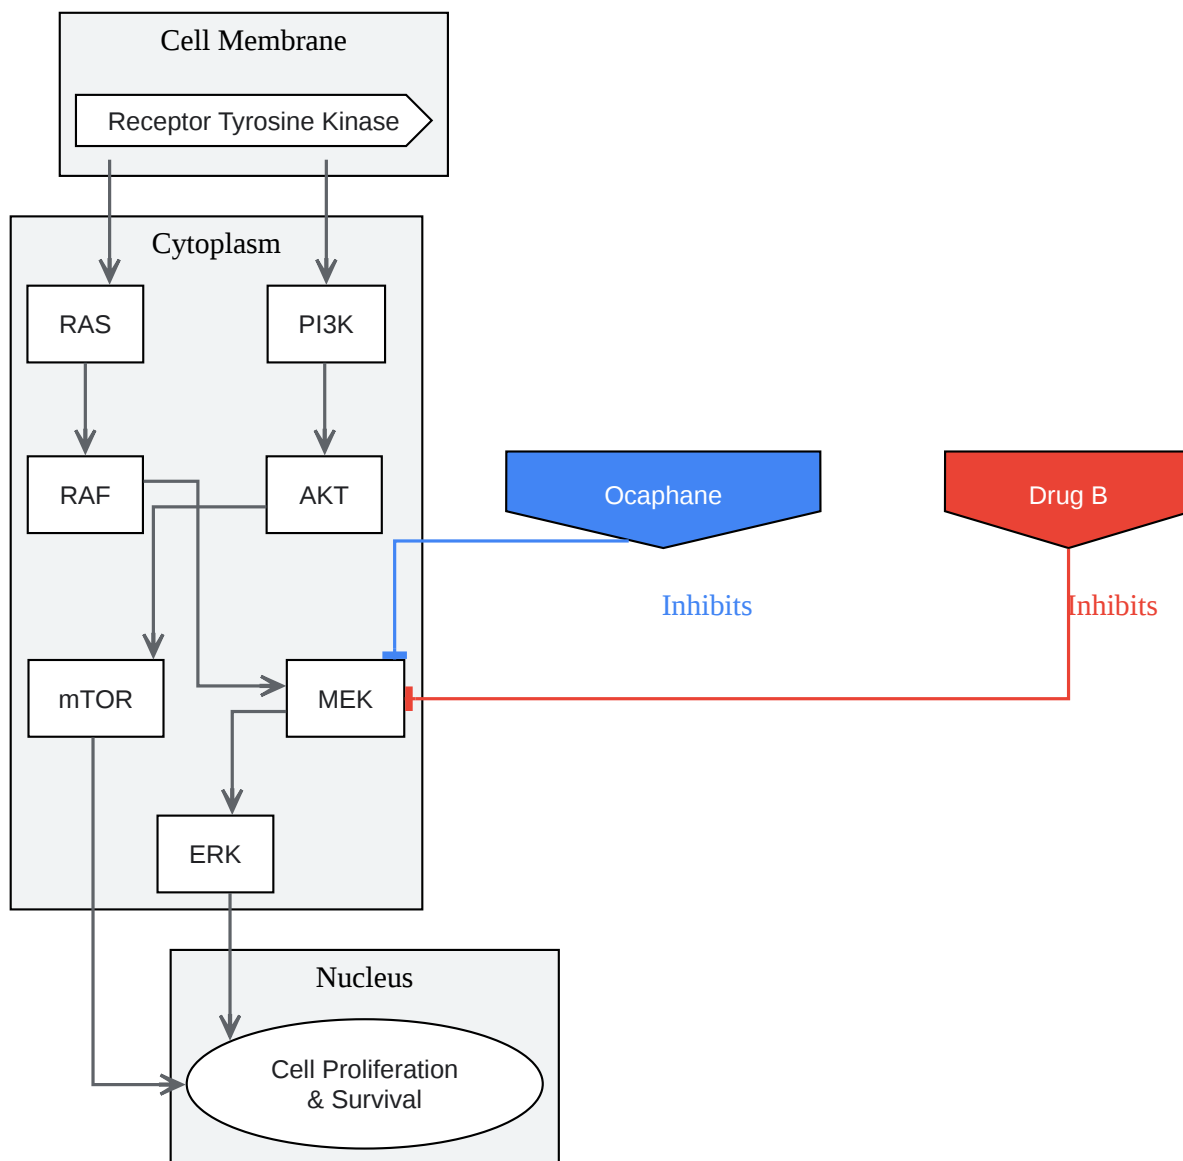 Cell Membrane
Receptor Tyrosine Kinase
Cytoplasm
RAS
PI3K
RAF
AKT
Ocaphane
Drug B
Inhibits
Inhibits
mTOR
MEK
ERK
Nucleus
Cell Proliferation
& Survival